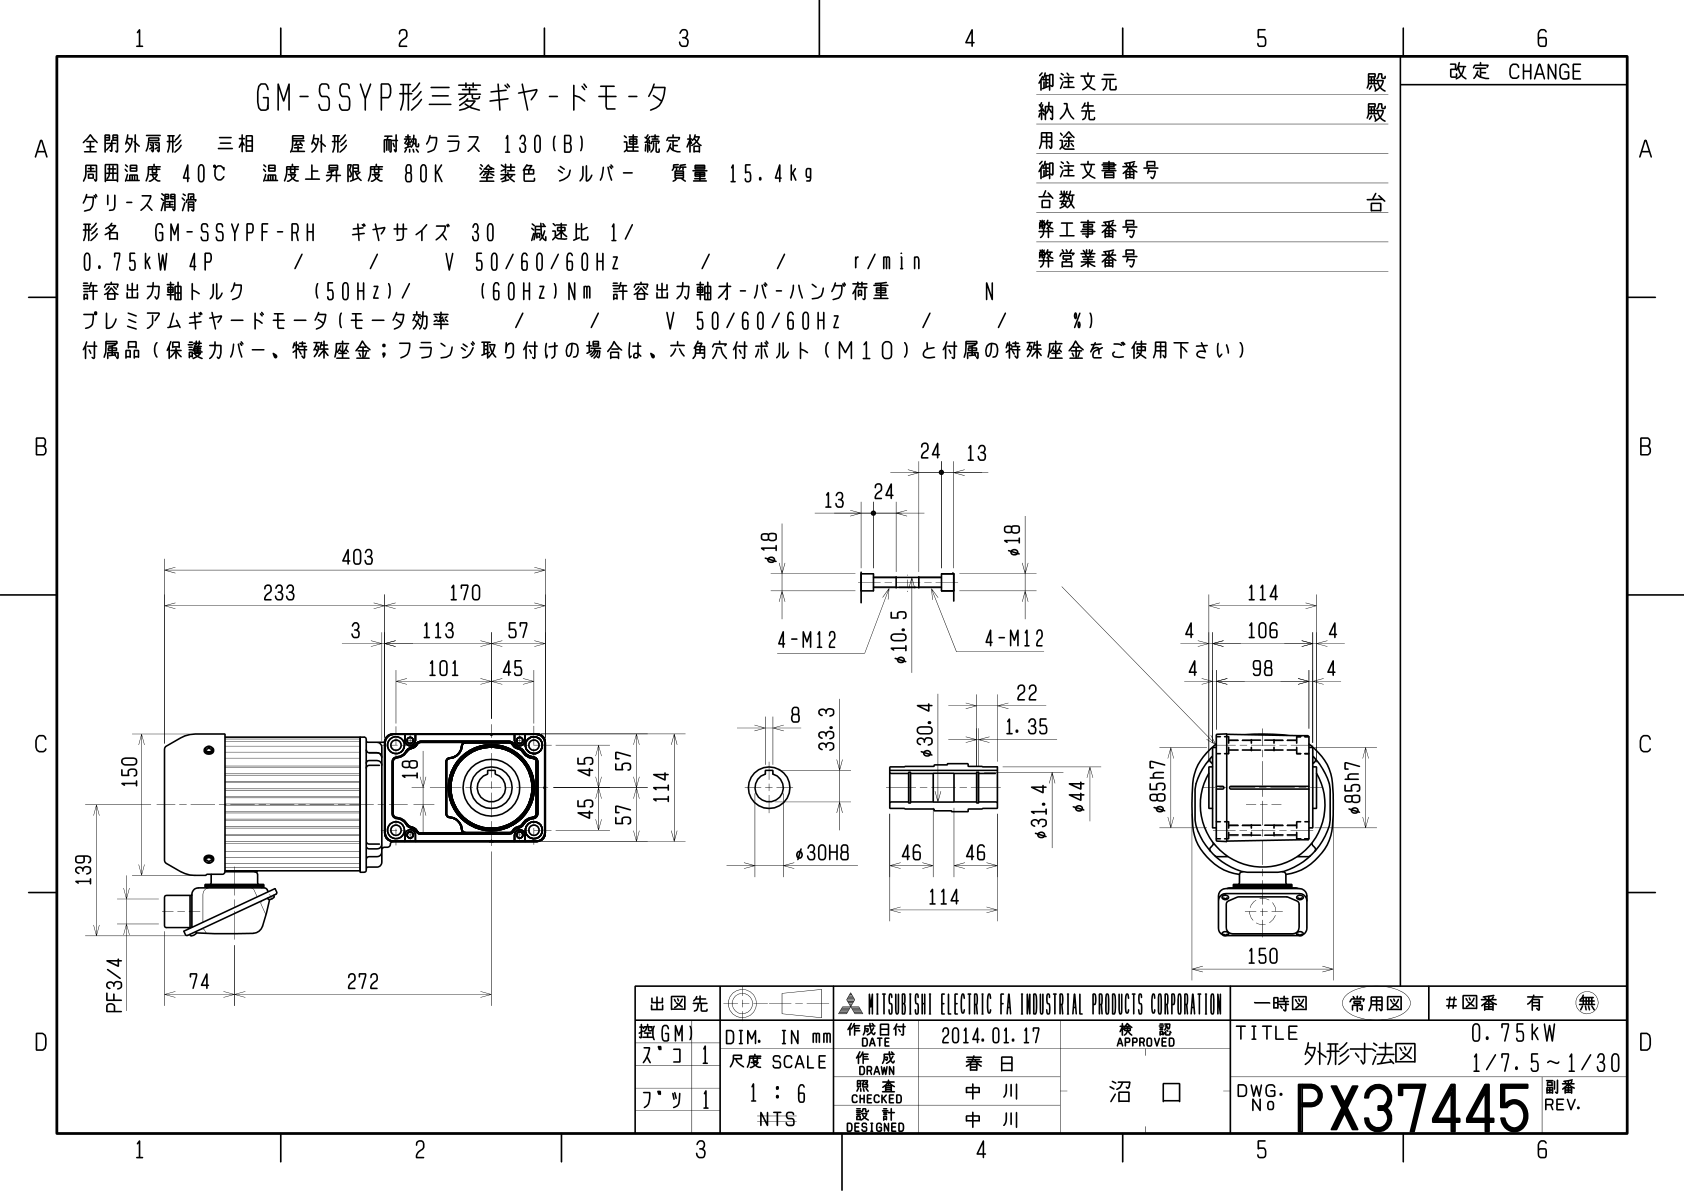 1 2 3 4 5 6
A
B
C
D
改定 CHANGE
GM-SSYP形三菱ギヤードモータ
全閉外扇形 三相 屋外形 耐熱クラス 130(B) 連続定格
周囲温度 40℃ 温度上昇限度 80K 塗装色 シルバー 質量 15.4kg
グリース潤滑
形名 GM-SSYPF-RH ギヤサイズ 30 減速比 1/
0.75kW 4P / / V 50/60/60Hz / / r/min
許容出力軸トルク (50Hz)/ (60Hz)Nm 許容出力軸オーバーハング荷重 N
プレミアムギヤードモータ(モータ効率 / / V 50/60/60Hz / / %)
付属品(保護カバー、特殊座金;フランジ取り付けの場合は、六角穴付ボルト(M10)と付属の特殊座金をご使用下さい)
御注文元 殿
納入先 殿
用途
御注文書番号
台数 台
弊工事番号
弊営業番号
403
233 170
3 113 57
101 45
150
139
18
45 57
45 57
114
PF3/4
74 272
24 13
13 24
φ18 φ18
4-M12 φ10.5 4-M12
8
33.3
φ30H8
φ30.4
22
1.35
φ31.4
φ44
46 46
114
114
4 106 4
4 98 4
φ85h7 φ85h7
150
出図先
控(GM)
ズコ 1
ブツ 1
DIM. IN mm
尺度 SCALE
1 : 6
NTS
MITSUBISHI ELECTRIC FA INDUSTRIAL PRODUCTS CORPORATION
作成日付 DATE 2014.01.17
作成 DRAWN 春日
照査 CHECKED 中川
設計 DESIGNED 中川
検認 APPROVED
沼口
一時図 常用図
#図番 有 無
TITLE
外形寸法図
0.75kW
1/7.5~1/30
DWG. No PX37445
副番 REV.
A
B
C
D
1 2 3 4 5 6